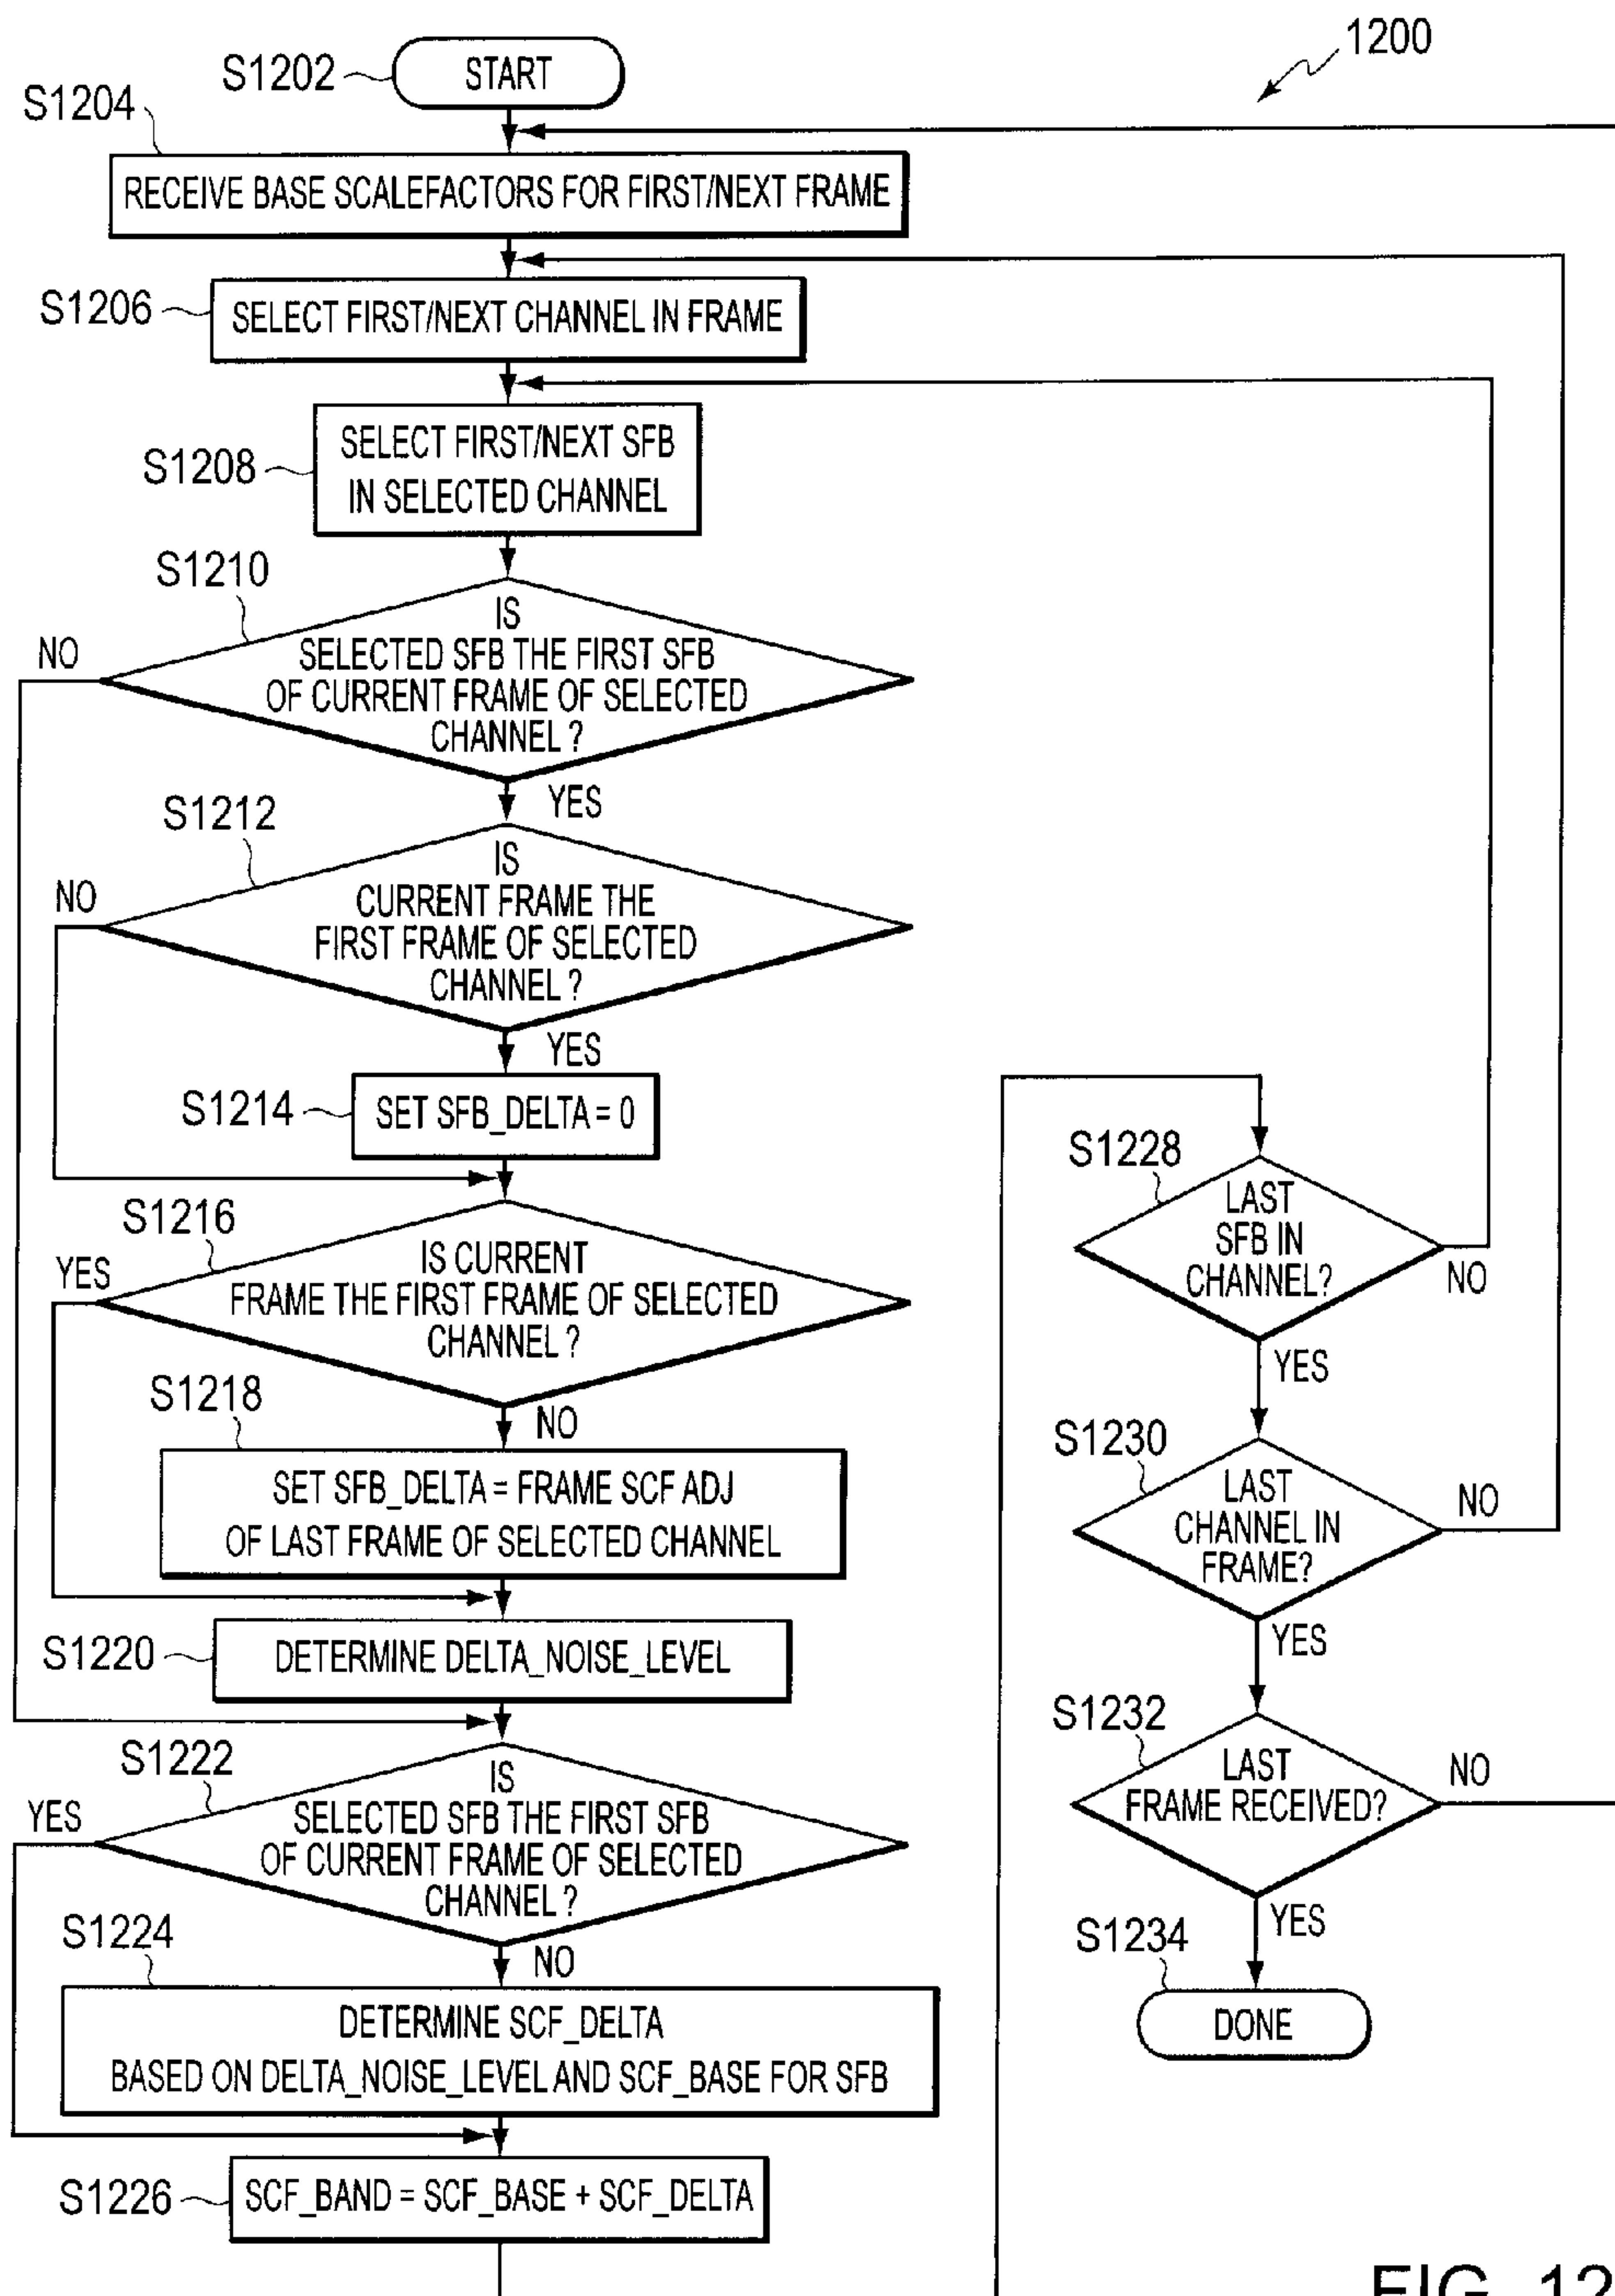 1200
S1202
START
S1204
RECEIVE BASE SCALEFACTORS FOR FIRST/NEXT FRAME
S1206
SELECT FIRST/NEXT CHANNEL IN FRAME
S1208
SELECT FIRST/NEXT SFB
IN SELECTED CHANNEL
S1210
NO
IS
SELECTED SFB THE FIRST SFB
OF CURRENT FRAME OF SELECTED
CHANNEL ?
YES
S1212
NO
IS
CURRENT FRAME THE
FIRST FRAME OF SELECTED
CHANNEL ?
YES
S1214
SET SFB_DELTA = 0
S1216
YES
IS CURRENT
FRAME THE FIRST FRAME OF SELECTED
CHANNEL ?
NO
S1218
SET SFB_DELTA = FRAME SCF ADJ
OF LAST FRAME OF SELECTED CHANNEL
S1220
DETERMINE DELTA_NOISE_LEVEL
S1222
YES
IS
SELECTED SFB THE FIRST SFB
OF CURRENT FRAME OF SELECTED
CHANNEL ?
NO
S1224
DETERMINE SCF_DELTA
BASED ON DELTA_NOISE_LEVEL AND SCF_BASE FOR SFB
S1226
SCF_BAND = SCF_BASE + SCF_DELTA
S1228
LAST
SFB IN
CHANNEL?
NO
YES
S1230
LAST
CHANNEL IN
FRAME?
NO
YES
S1232
LAST
FRAME RECEIVED?
NO
YES
S1234
DONE
FIG. 12